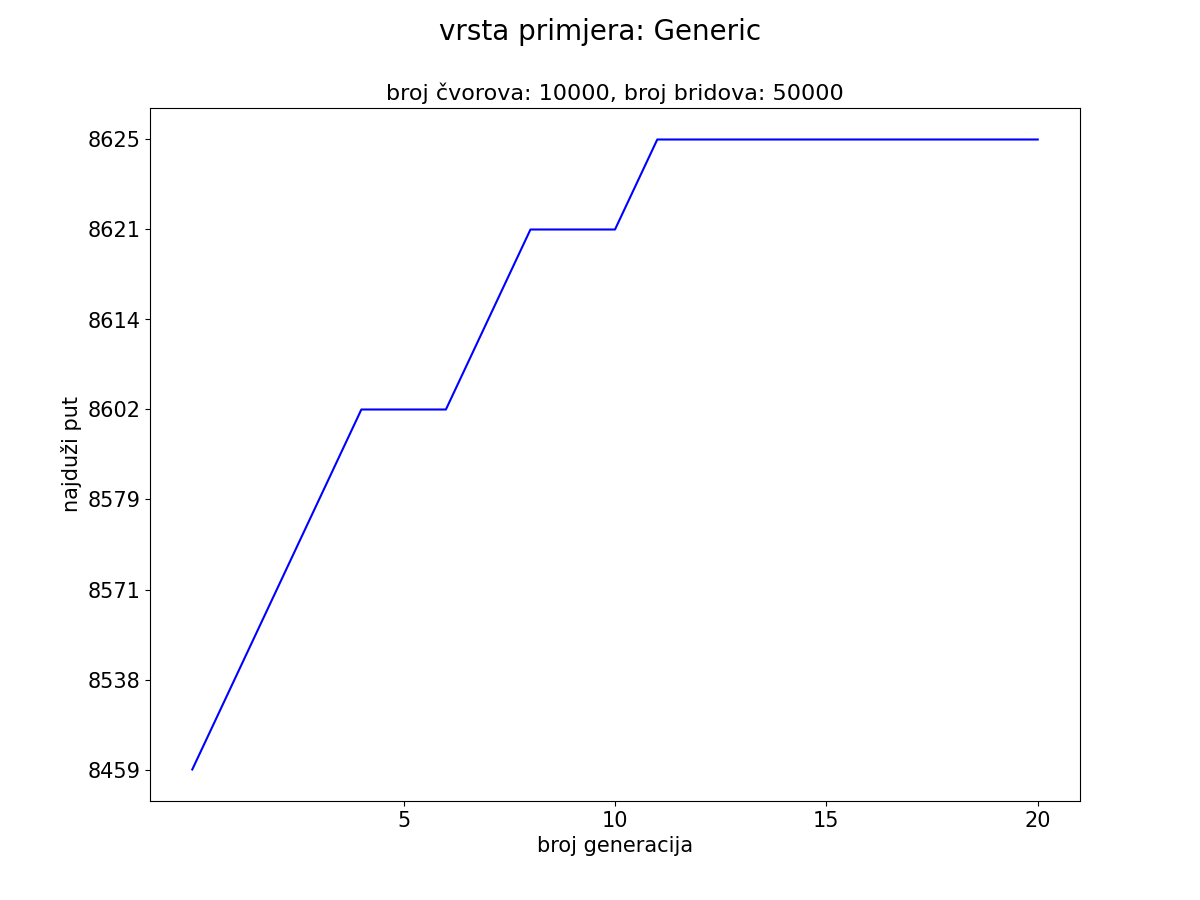 vrsta primjera: Generic
broj čvorova: 10000, broj bridova: 50000
8625
8621
8614
8602
8579
8571
8538
8459
najduži put
5 10 15 20
broj generacija